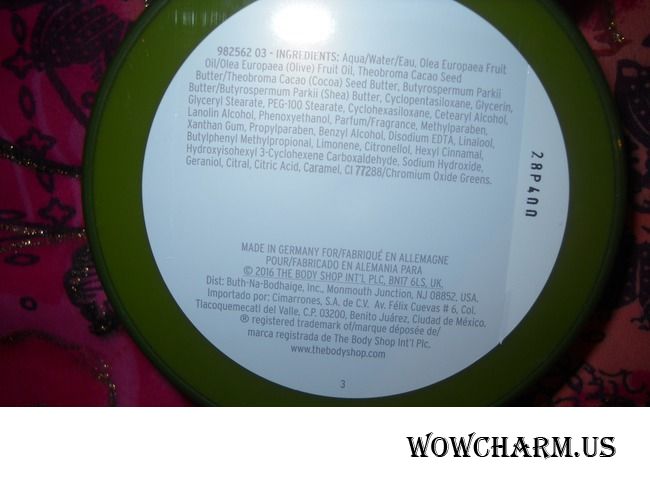 982562 03 - INGREDIENTS: Aqua/Water/Eau, Olea Europaea Fruit
Oil/Olea Europaea (Olive) Fruit Oil, Theobroma Cacao Seed
Butter/Theobroma Cacao (Cocoa) Seed Butter, Butyrospermum Parkii
Butter/Butyrospermum Parkii (Shea) Butter, Cyclopentasiloxane, Glycerin,
Glyceryl Stearate, PEG-100 Stearate, Cyclohexasiloxane, Cetearyl Alcohol,
Lanolin Alcohol, Phenoxyethanol, Parfum/Fragrance, Methylparaben,
Xanthan Gum, Propylparaben, Benzyl Alcohol, Disodium EDTA, Linalool,
Butylphenyl Methylpropional, Limonene, Citronellol, Hexyl Cinnamal,
Hydroxyisohexyl 3-Cyclohexene Carboxaldehyde, Sodium Hydroxide,
Geraniol, Citral, Citric Acid, Caramel, CI 77288/Chromium Oxide Greens.
28P400
MADE IN GERMANY FOR/FABRIQUÉ EN ALLEMAGNE
POUR/FABRICADO EN ALEMANIA PARA
© 2016 THE BODY SHOP INT'L PLC, BN17 6LS, UK.
Dist: Buth-Na-Bodhaige, Inc., Monmouth Junction, NJ 08852, USA.
Importado por: Cimarrones, S.A. de C.V. Av. Félix Cuevas # 6, Col.
Tlacoquemecatl del Valle, C.P. 03200, Benito Juárez, Ciudad de México.
® registered trademark of/marque déposée de/
marca registrada de The Body Shop Int'l Plc.
www.thebodyshop.com
3
WOWCHARM.US